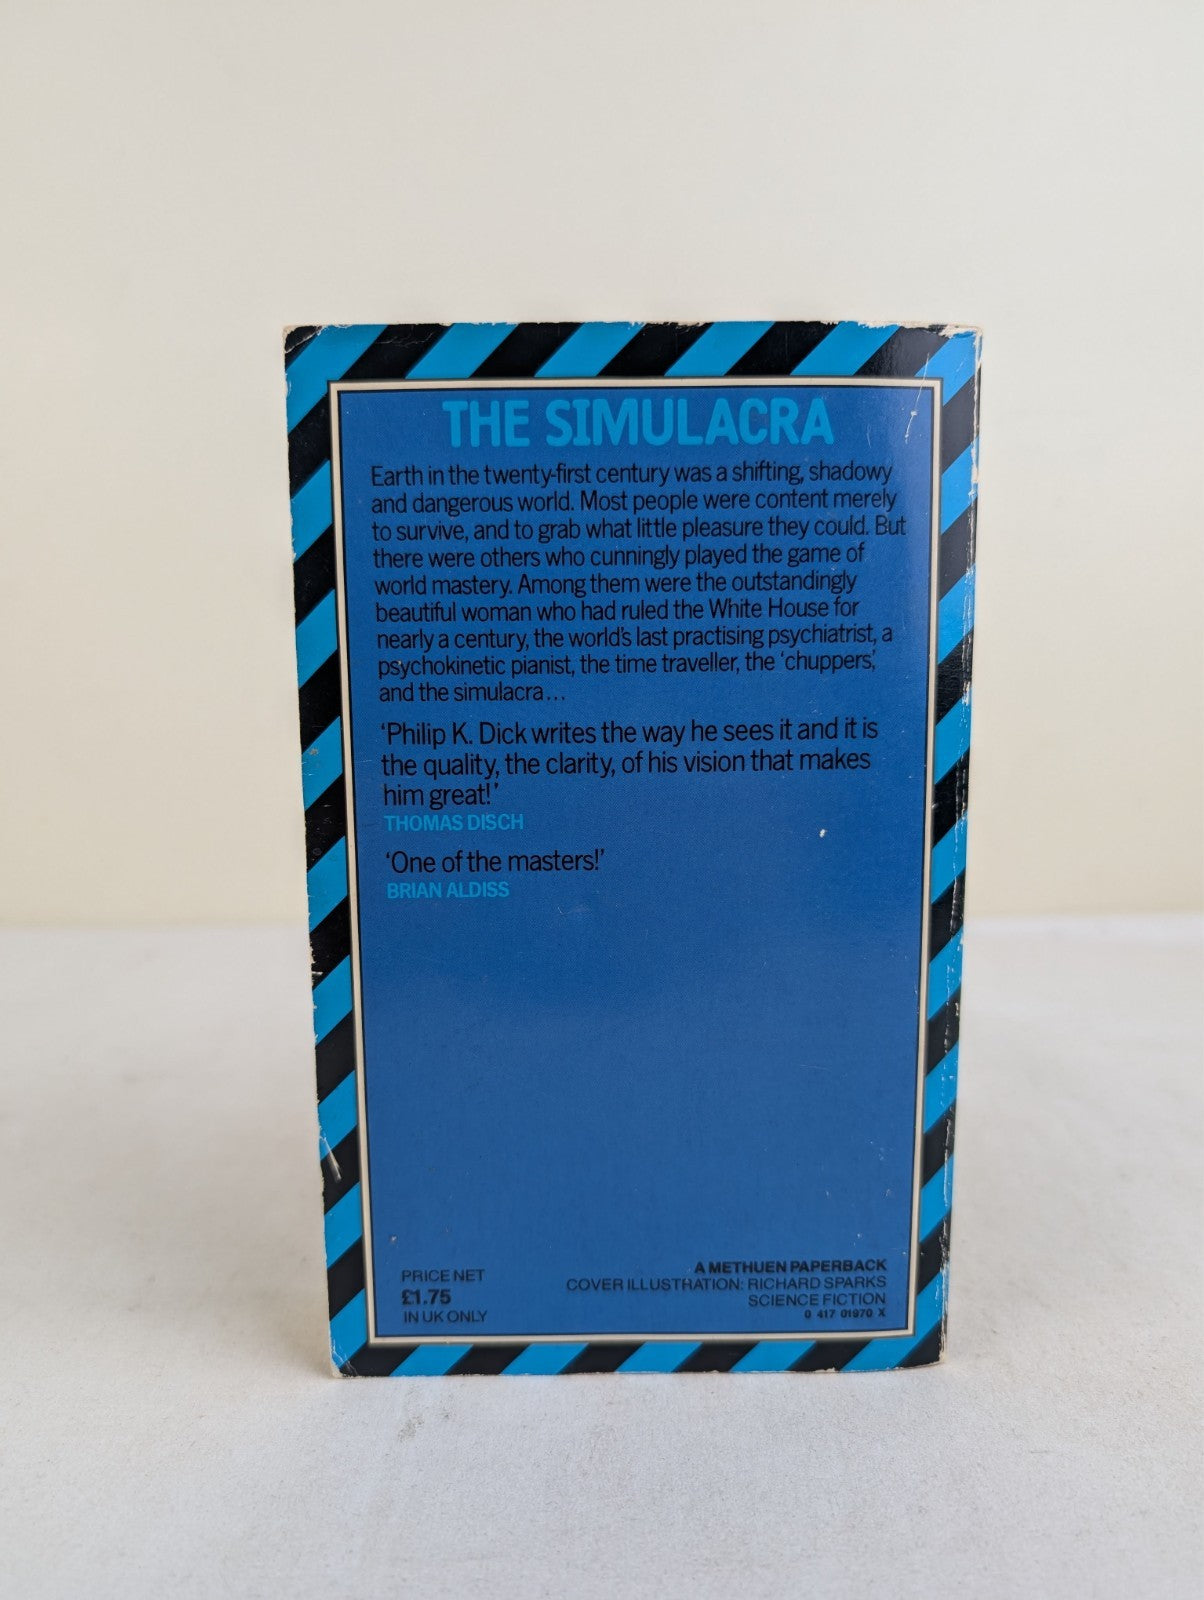 THE SIMULACRA
Earth in the twenty-first century was a shifting, shadowy
and dangerous world. Most people were content merely
to survive, and to grab what little pleasure they could. But
there were others who cunningly played the game of
world mastery. Among them were the outstandingly
beautiful woman who had ruled the White House for
nearly a century, the world's last practising psychiatrist, a
psychokinetic pianist, the time traveller, the 'chuppers',
and the simulacra...
'Philip K. Dick writes the way he sees it and it is
the quality, the clarity, of his vision that makes
him great!'
THOMAS DISCH
'One of the masters!'
BRIAN ALDISS
PRICE NET
£1.75
IN UK ONLY
A METHUEN PAPERBACK
COVER ILLUSTRATION: RICHARD SPARKS
SCIENCE FICTION
0 417 01970 X